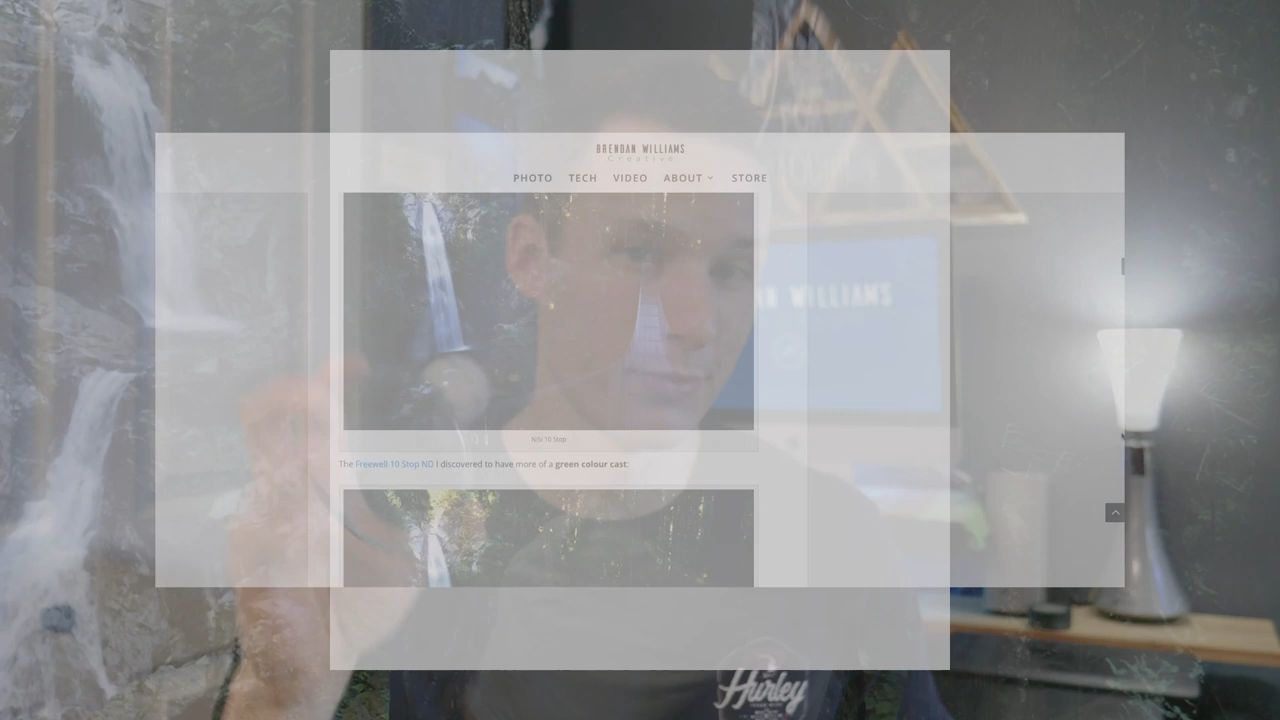 BRENDAN WILLIAMS
Creative
PHOTO TECH VIDEO ABOUT STORE
WILLIAMS
NiSi 10 Stop
The Freewell 10 Stop ND I discovered to have more of a green colour cast:
Hurley